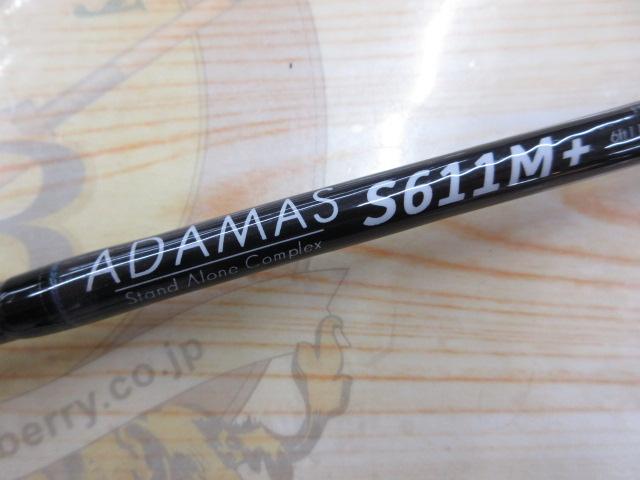 ADAMAS S611M+
Stand Alone Complex
berry.co.jp